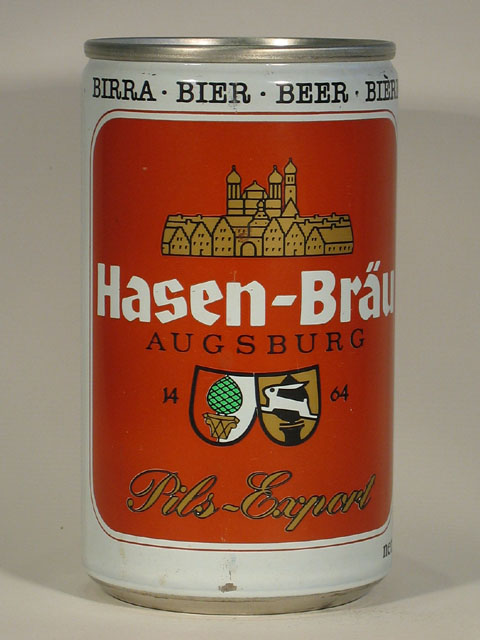 BIRRA · BIER · BEER · BIÈR
Hasen-Bräu
AUGSBURG
14 64
Pils-Export